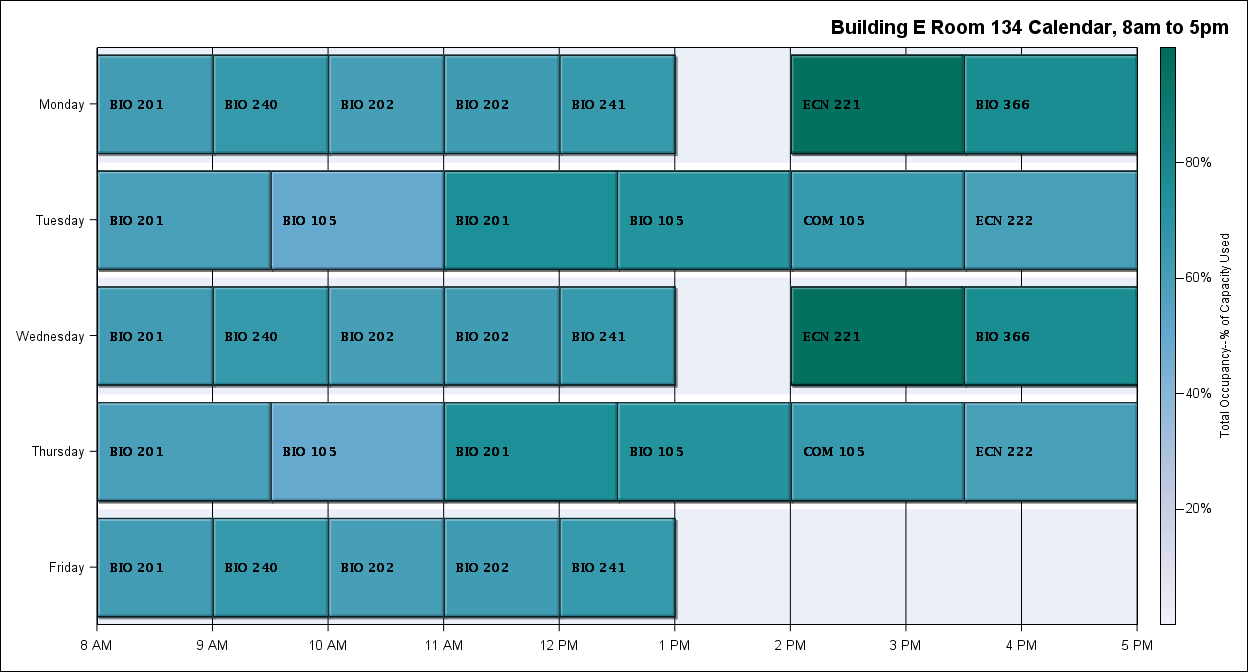 Building E Room 134 Calendar, 8am to 5pm
Monday
BIO 201
BIO 240
BIO 202
BIO 202
BIO 241
ECN 221
BIO 366
Tuesday
BIO 201
BIO 105
BIO 201
BIO 105
COM 105
ECN 222
Wednesday
BIO 201
BIO 240
BIO 202
BIO 202
BIO 241
ECN 221
BIO 366
Thursday
BIO 201
BIO 105
BIO 201
BIO 105
COM 105
ECN 222
Friday
BIO 201
BIO 240
BIO 202
BIO 202
BIO 241
8 AM
9 AM
10 AM
11 AM
12 PM
1 PM
2 PM
3 PM
4 PM
5 PM
80%
60%
40%
20%
Total Occupancy--% of Capacity Used